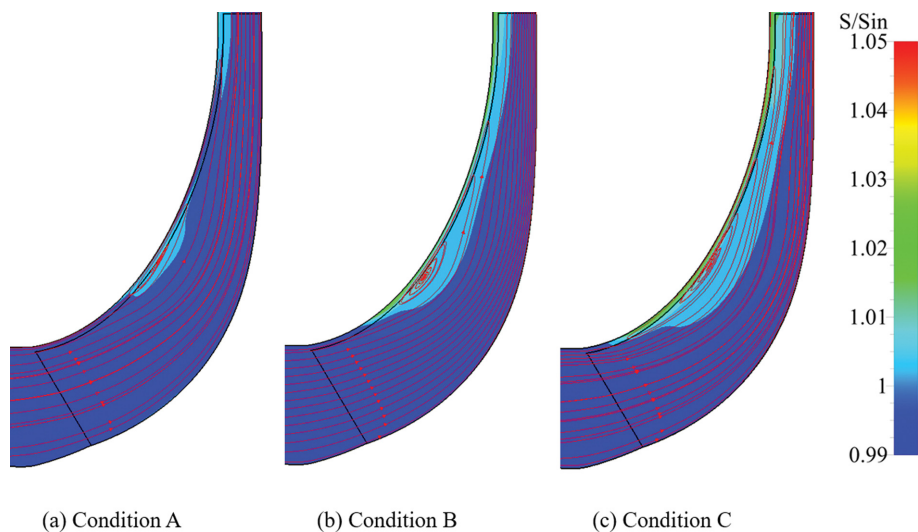 S/Sin
1.05
1.04
1.03
1.02
1.01
1
0.99
(a) Condition A
(b) Condition B
(c) Condition C